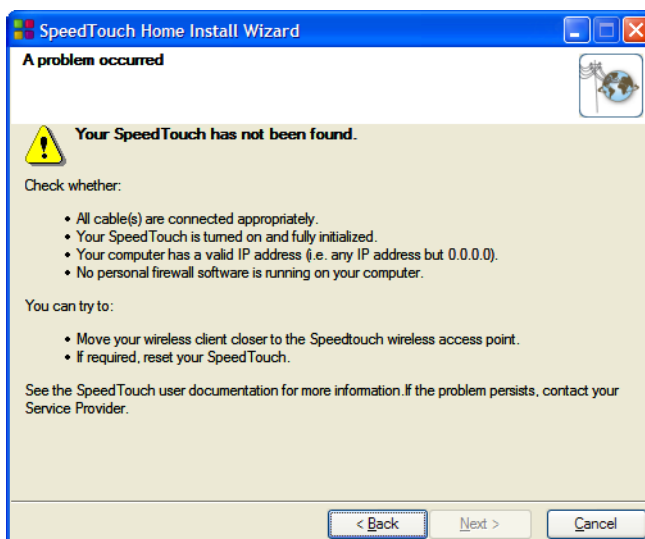 SpeedTouch Home Install Wizard
A problem occurred
Your SpeedTouch has not been found.
Check whether:
• All cable(s) are connected appropriately.
• Your SpeedTouch is turned on and fully initialized.
• Your computer has a valid IP address (i.e. any IP address but 0.0.0.0).
• No personal firewall software is running on your computer.
You can try to:
• Move your wireless client closer to the Speedtouch wireless access point.
• If required, reset your SpeedTouch.
See the SpeedTouch user documentation for more information.If the problem persists, contact your
Service Provider.
< Back
Next >
Cancel